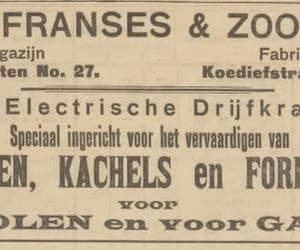 FRANSES & ZOO
gazijn Fabri
ten No. 27. Koediefstra
Electrische Drijfkra
Speciaal ingericht voor het vervaardigen van
EN, KACHELS en FOR
voor
OLEN en voor GA